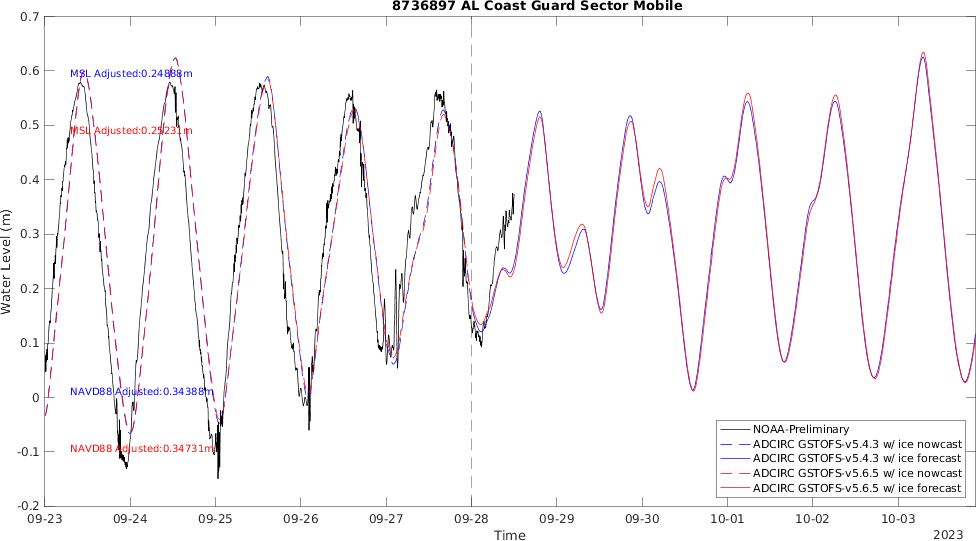 8736897 AL Coast Guard Sector Mobile
0.7
0.6
0.5
0.4
0.3
0.2
0.1
0
-0.1
-0.2
Water Level (m)
MSL Adjusted:0.24888m
MSL Adjusted:0.25231m
NAVD88 Adjusted:0.34388m
NAVD88 Adjusted:0.34731m
NOAA-Preliminary
ADCIRC GSTOFS-v5.4.3 w/ ice nowcast
ADCIRC GSTOFS-v5.4.3 w/ ice forecast
ADCIRC GSTOFS-v5.6.5 w/ ice nowcast
ADCIRC GSTOFS-v5.6.5 w/ ice forecast
09-23 09-24 09-25 09-26 09-27 09-28 09-29 09-30 10-01 10-02 10-03
Time
2023